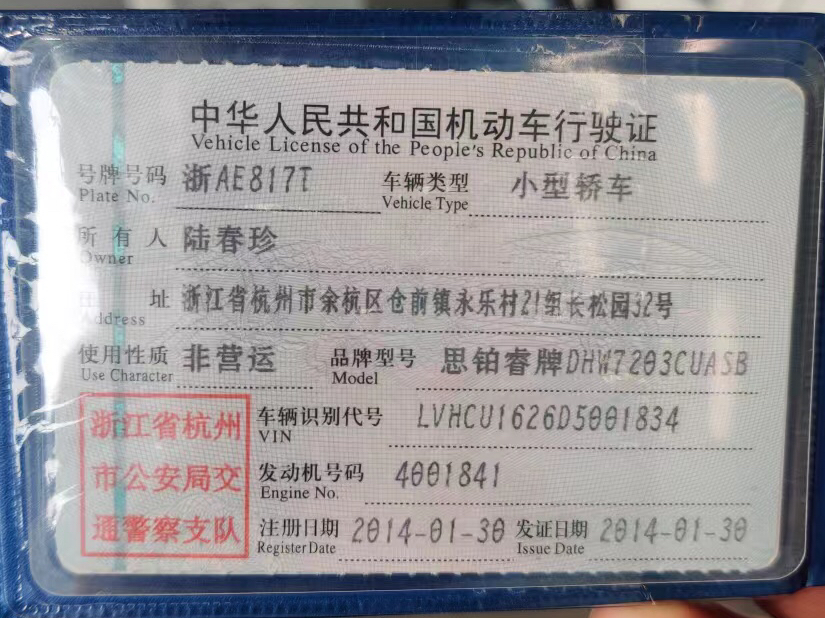 中华人民共和国机动车行驶证
Vehicle License of the People's Republic of China
号牌号码 浙AE817T 车辆类型 小型轿车
Plate No. Vehicle Type
所有人 陆春珍
Owner
住址 浙江省杭州市余杭区仓前镇永乐村21组长松园32号
Address
使用性质 非营运 品牌型号 思铂睿牌DHW7203CUASB
Use Character Model
浙江省杭州
市公安局交
通警察支队
车辆识别代号 LVHCU1626D5001834
VIN
发动机号码 4001841
Engine No.
注册日期 2014-01-30 发证日期 2014-01-30
Register Date Issue Date